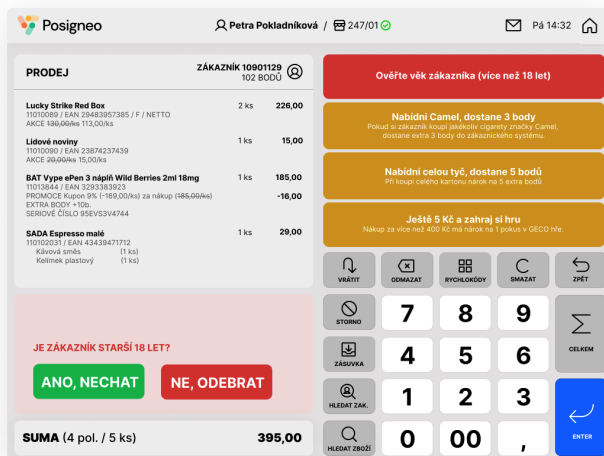 Posigneo
Petra Pokladníková / 247/01
Pá 14:32
PRODEJ
ZÁKAZNÍK 10901129
102 BODŮ
Lucky Strike Red Box 2 ks 226,00
11010089 / EAN 29483957385 / F / NETTO
AKCE 130,00/ks 113,00/ks
Lidové noviny 1 ks 15,00
11010090 / EAN 23874237439
AKCE 20,00/ks 15,00/ks
BAT Vype ePen 3 náplň Wild Berries 2ml 18mg 1 ks 185,00
11013844 / EAN 3293383923
PROMOCE Kupon 9% (-169,00/ks) za nákup (185,00/ks) -16,00
EXTRA BODY +10b.
SERIOVÉ ČÍSLO 95EVS3V4744
SADA Espresso malé 1 ks 29,00
110102031 / EAN 43439471712
Kávová směs (1 ks)
Kelímek plastový (1 ks)
JE ZÁKAZNÍK STARŠÍ 18 LET?
ANO, NECHAT
NE, ODEBRAT
SUMA (4 pol. / 5 ks) 395,00
Ověřte věk zákazníka (více než 18 let)
Nabídni Camel, dostane 3 body
Pokud si zákazník koupí jakékoliv cigarety značky Camel,
dostane extra 3 body do zákaznického systému.
Nabídni celou tyč, dostane 5 bodů
Při koupi celého kartonu nárok na 5 extra bodů
Ještě 5 Kč a zahraj si hru
Nákup za více než 400 Kč má nárok na 1 pokus v GECO hře.
VRÁTIT
ODMAZAT
RYCHLOKÓDY
C
SMAZAT
ZPĚT
STORNO
7
8
9
CELKEM
ZÁSUVKA
4
5
6
HLEDAT ZAK.
1
2
3
ENTER
HLEDAT ZBOŽÍ
0
00
,